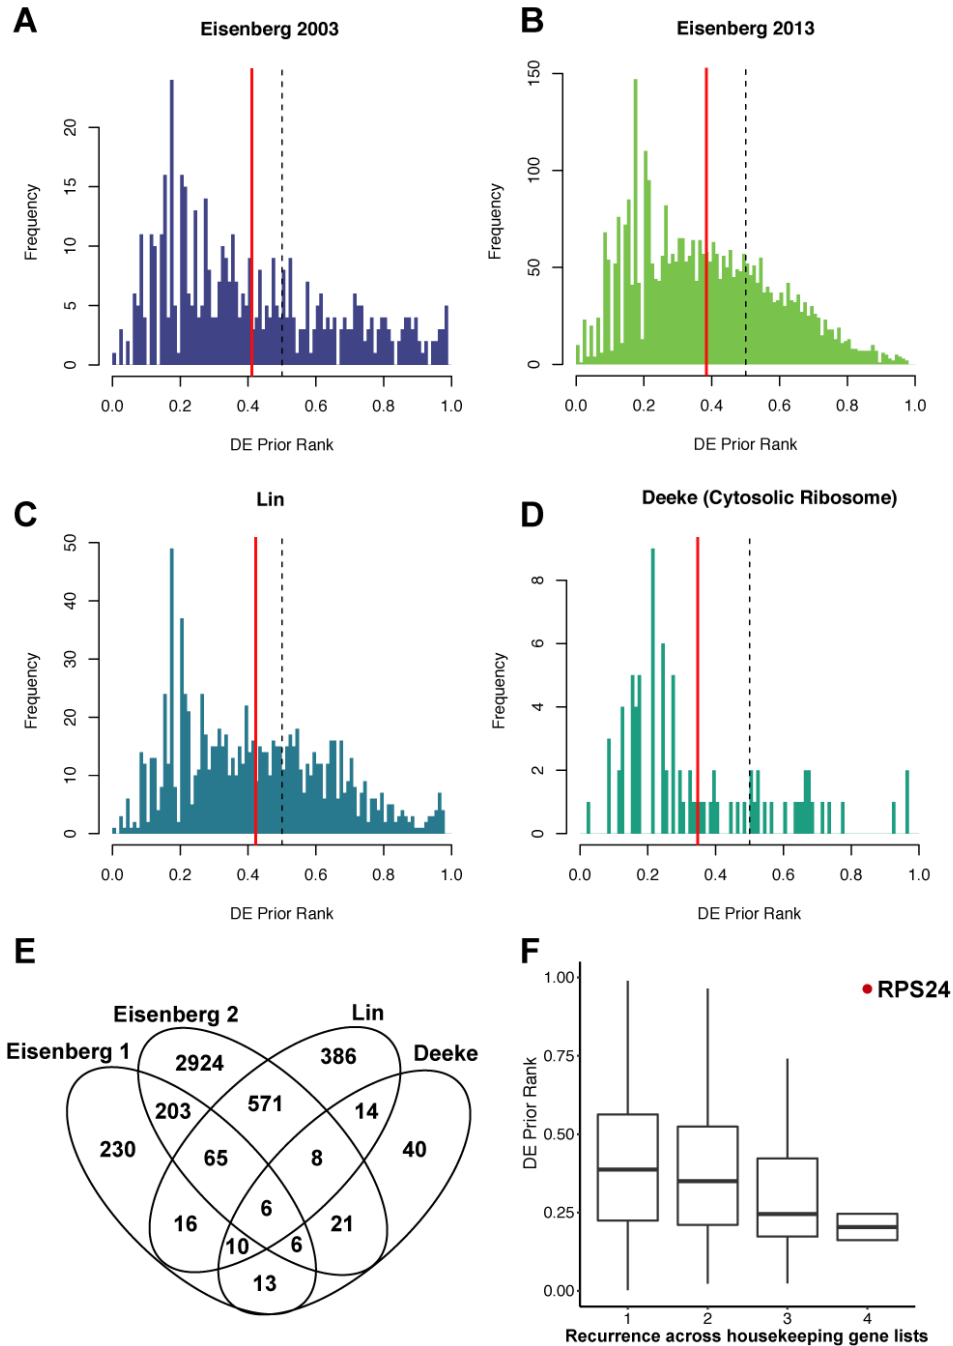 A
Eisenberg 2003
Frequency
0 5 10 15 20
0.0 0.2 0.4 0.6 0.8 1.0
DE Prior Rank
B
Eisenberg 2013
Frequency
0 50 100 150
0.0 0.2 0.4 0.6 0.8 1.0
DE Prior Rank
C
Lin
Frequency
0 10 20 30 40 50
0.0 0.2 0.4 0.6 0.8 1.0
DE Prior Rank
D
Deeke (Cytosolic Ribosome)
Frequency
0 2 4 6 8
0.0 0.2 0.4 0.6 0.8 1.0
DE Prior Rank
E
Eisenberg 2
Lin
Eisenberg 1
Deeke
2924
386
203
571
14
230
65
8
40
16
6
21
10
6
13
F
1.00
0.75
0.50
0.25
0.00
DE Prior Rank
RPS24
1 2 3 4
Recurrence across housekeeping gene lists